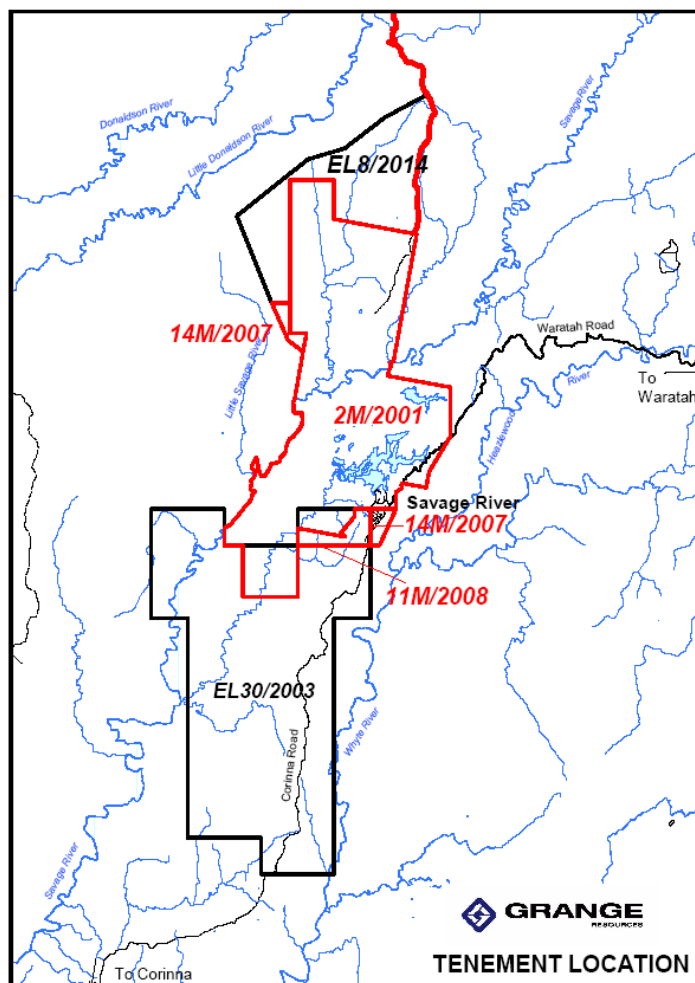 Donaldson River
Little Donaldson River
Savage River
EL8/2014
14M/2007
Little Savage River
Waratah Road
River
To
Waratah
2M/2001
Heazlewood
Savage River
14M/2007
11M/2008
EL30/2003
Corinna Road
Whyte River
Savage River
GRANGE
RESOURCES
TENEMENT LOCATION
To Corinna